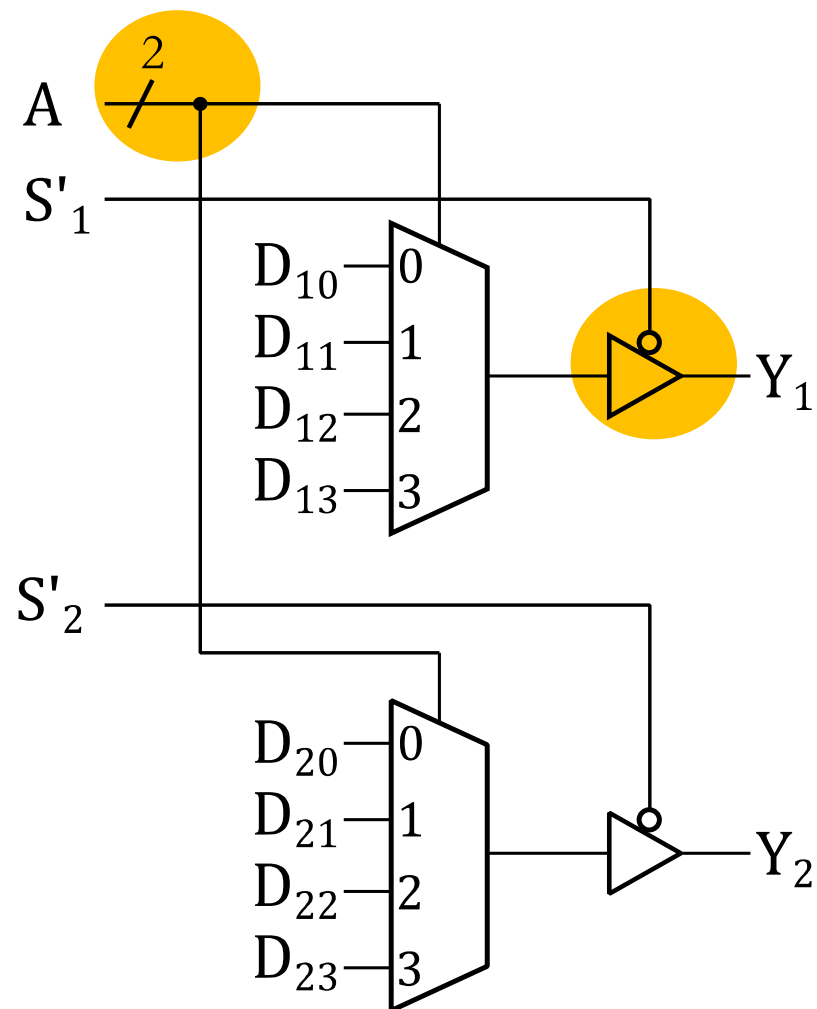 2
A
S'₁
D₁₀ 0
D₁₁ 1
D₁₂ 2
D₁₃ 3
Y₁
S'₂
D₂₀ 0
D₂₁ 1
D₂₂ 2
D₂₃ 3
Y₂